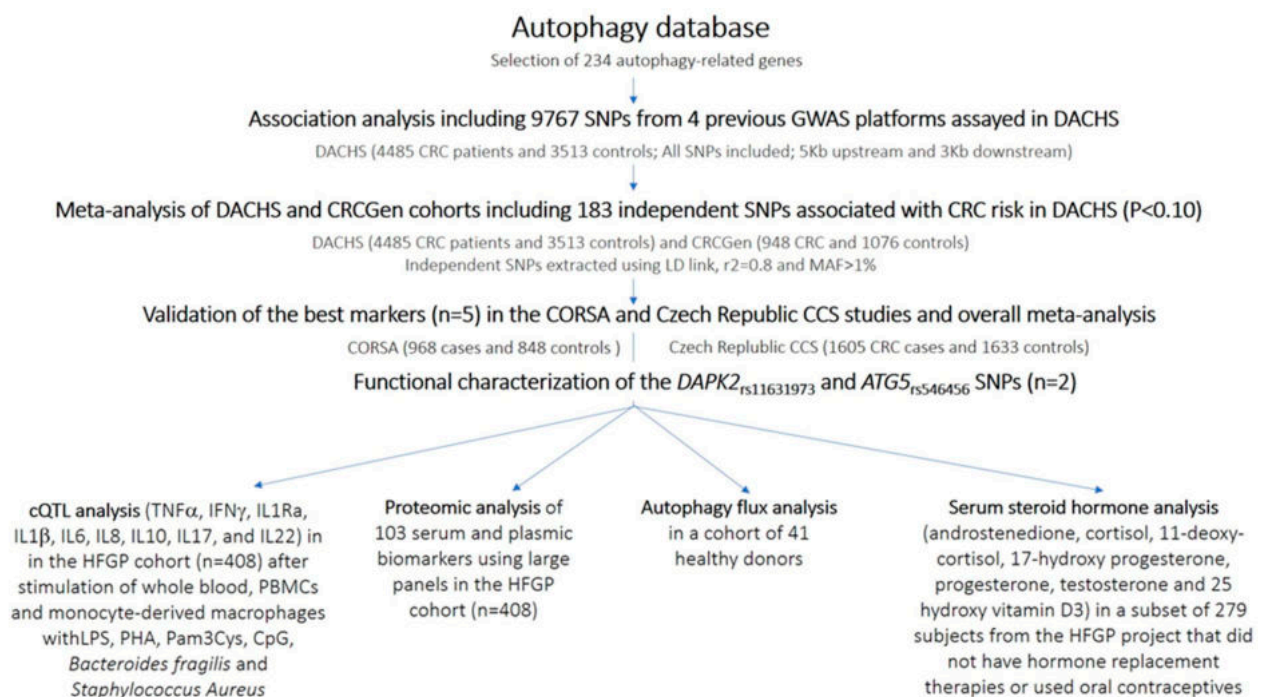 Autophagy database
Selection of 234 autophagy-related genes
Association analysis including 9767 SNPs from 4 previous GWAS platforms assayed in DACHS
DACHS (4485 CRC patients and 3513 controls; All SNPs included; 5Kb upstream and 3Kb downstream)
Meta-analysis of DACHS and CRCGen cohorts including 183 independent SNPs associated with CRC risk in DACHS (P<0.10)
DACHS (4485 CRC patients and 3513 controls) and CRCGen (948 CRC and 1076 controls)
Independent SNPs extracted using LD link, r2=0.8 and MAF>1%
Validation of the best markers (n=5) in the CORSA and Czech Republic CCS studies and overall meta-analysis
CORSA (968 cases and 848 controls )
Czech Replublic CCS (1605 CRC cases and 1633 controls)
Functional characterization of the DAPK2rs11631973 and ATG5rs546456 SNPs (n=2)
cQTL analysis (TNFα, IFNγ, IL1Ra,
IL1β, IL6, IL8, IL10, IL17, and IL22) in
in the HFGP cohort (n=408) after
stimulation of whole blood, PBMCs
and monocyte-derived macrophages
withLPS, PHA, Pam3Cys, CpG,
Bacteroides fragilis and
Staphylococcus Aureus
Proteomic analysis of
103 serum and plasmic
biomarkers using large
panels in the HFGP
cohort (n=408)
Autophagy flux analysis
in a cohort of 41
healthy donors
Serum steroid hormone analysis
(androstenedione, cortisol, 11-deoxy-
cortisol, 17-hydroxy progesterone,
progesterone, testosterone and 25
hydroxy vitamin D3) in a subset of 279
subjects from the HFGP project that did
not have hormone replacement
therapies or used oral contraceptives